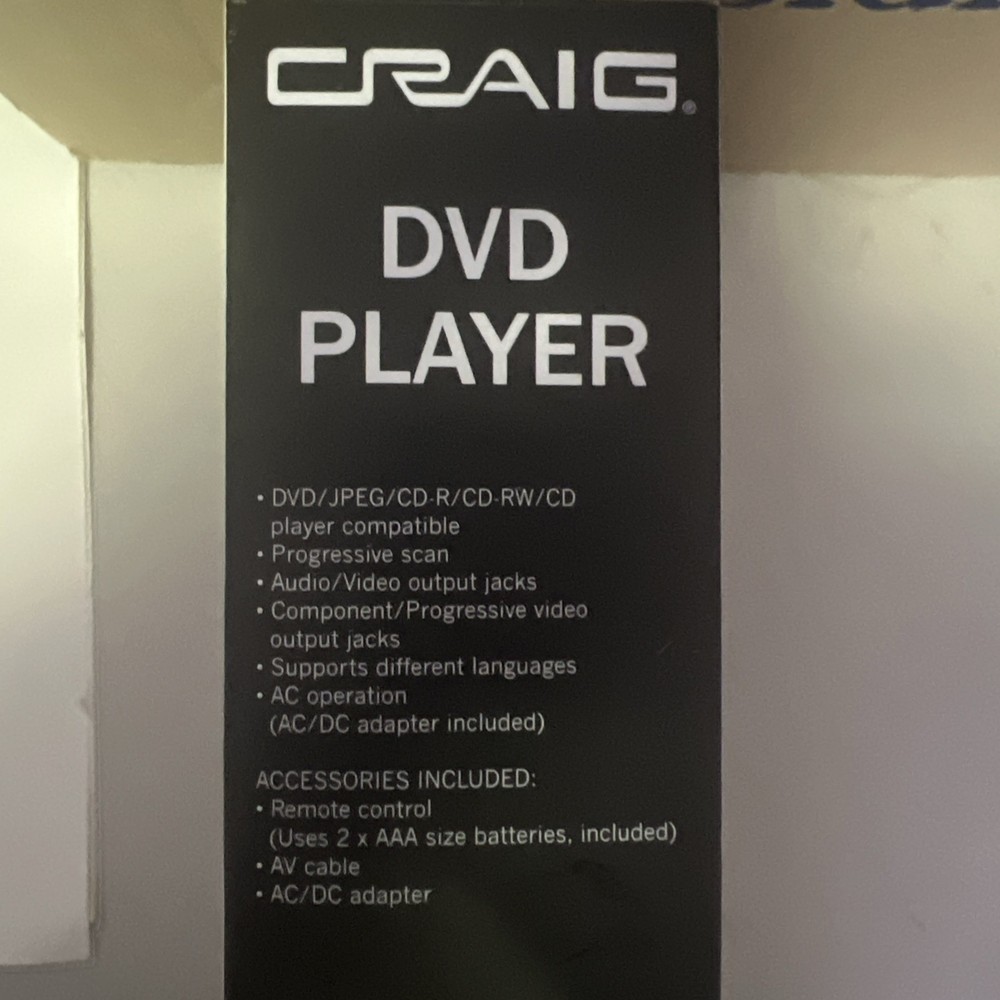 CRAIG®
DVD
PLAYER
• DVD/JPEG/CD-R/CD-RW/CD
player compatible
• Progressive scan
• Audio/Video output jacks
• Component/Progressive video
output jacks
• Supports different languages
• AC operation
(AC/DC adapter included)
ACCESSORIES INCLUDED:
• Remote control
(Uses 2 x AAA size batteries, included)
• AV cable
• AC/DC adapter